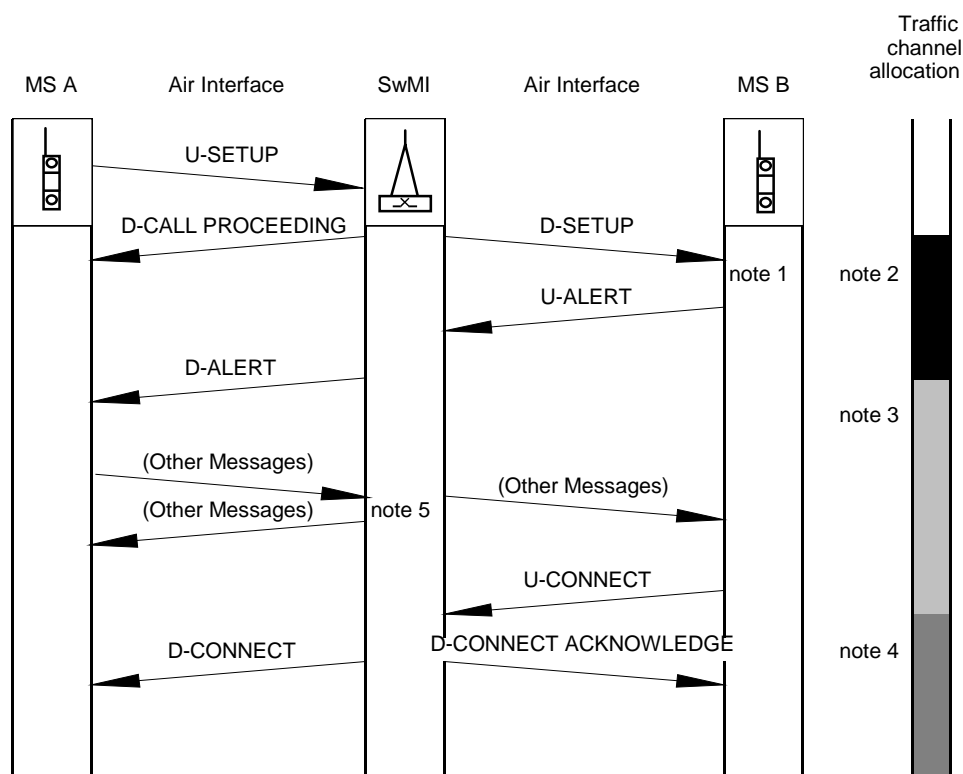 Traffic
channel
allocation
MS A Air Interface SwMI Air Interface MS B
U-SETUP
D-CALL PROCEEDING D-SETUP
note 1 note 2
U-ALERT
D-ALERT
note 3
(Other Messages)
(Other Messages)
(Other Messages) note 5
U-CONNECT
D-CONNECT D-CONNECT ACKNOWLEDGE note 4